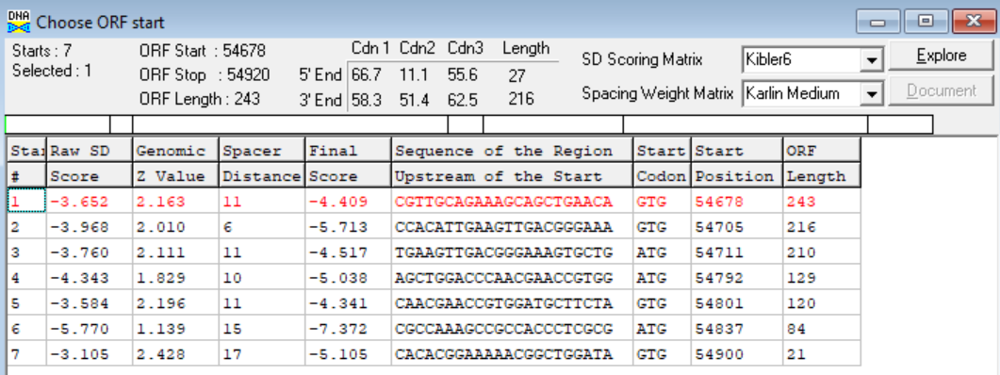 DNA Choose ORF start
Starts : 7 ORF Start : 54678 Cdn 1 Cdn2 Cdn3 Length SD Scoring Matrix Kibler6 Explore
Selected : 1 ORF Stop : 54920 5' End 66.7 11.1 55.6 27
ORF Length : 243 3' End 58.3 51.4 62.5 216 Spacing Weight Matrix Karlin Medium Document
Star Raw SD Genomic Spacer Final Sequence of the Region Start Start ORF
# Score Z Value Distance Score Upstream of the Start Codon Position Length
1 -3.652 2.163 11 -4.409 CGTTGCAGAAAGCAGCTGAACA GTG 54678 243
2 -3.968 2.010 6 -5.713 CCACATTGAAGTTGACGGGAAA GTG 54705 216
3 -3.760 2.111 11 -4.517 TGAAGTTGACGGGAAAGTGCTG ATG 54711 210
4 -4.343 1.829 10 -5.038 AGCTGGACCCAACGAACCGTGG ATG 54792 129
5 -3.584 2.196 11 -4.341 CAACGAACCGTGGATGCTTCTA GTG 54801 120
6 -5.770 1.139 15 -7.372 CGCCAAAGCCGCCACCCTCGCG ATG 54837 84
7 -3.105 2.428 17 -5.105 CACACGGAAAAACGGCTGGATA GTG 54900 21